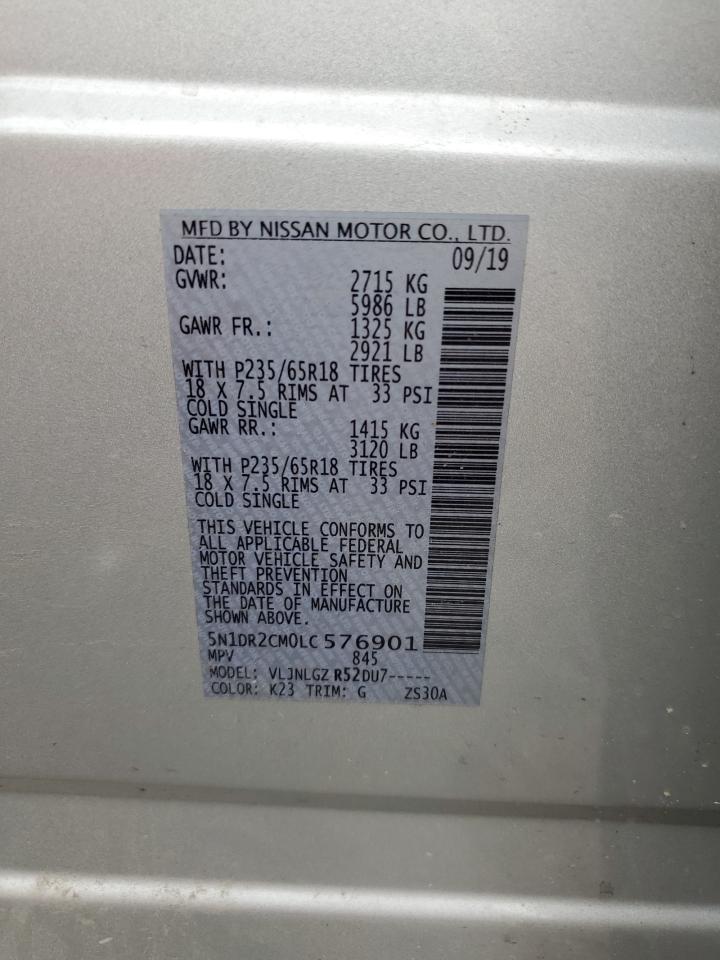 MFD BY NISSAN MOTOR CO., LTD.
DATE: 09/19
GVWR: 2715 KG
5986 LB
GAWR FR.: 1325 KG
2921 LB
WITH P235/65R18 TIRES
18 X 7.5 RIMS AT 33 PSI
COLD SINGLE
GAWR RR.: 1415 KG
3120 LB
WITH P235/65R18 TIRES
18 X 7.5 RIMS AT 33 PSI
COLD SINGLE
THIS VEHICLE CONFORMS TO
ALL APPLICABLE FEDERAL
MOTOR VEHICLE SAFETY AND
THEFT PREVENTION
STANDARDS IN EFFECT ON
THE DATE OF MANUFACTURE
SHOWN ABOVE.
5N1DR2CM0LC576901
MPV 845
MODEL: VLJNLGZ R52DU7-----
COLOR: K23 TRIM: G ZS30A